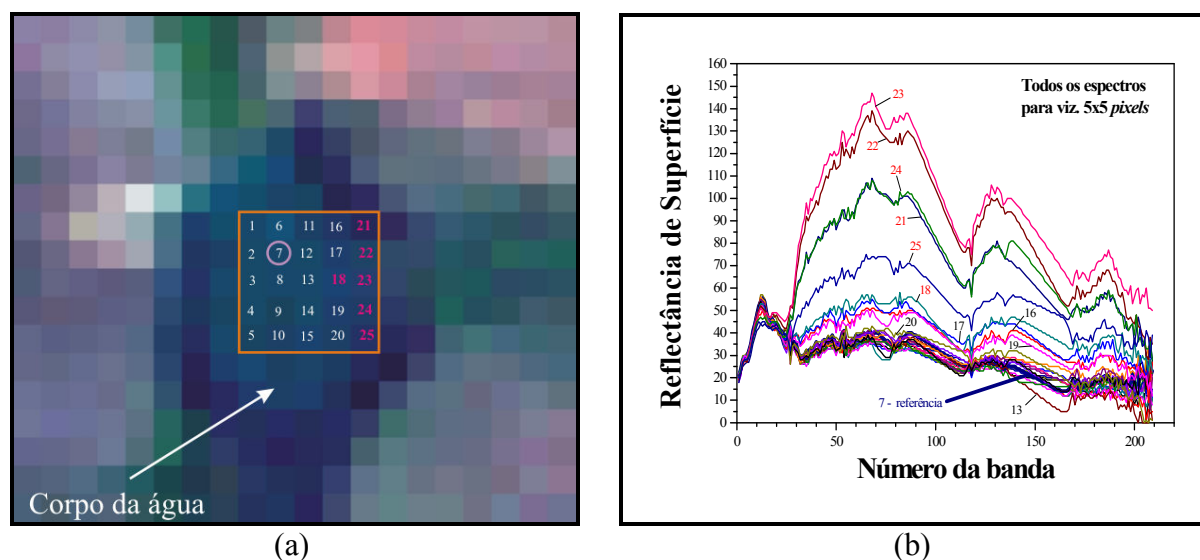 1 6 11 16 21
2 7 12 17 22
3 8 13 18 23
4 9 14 19 24
5 10 15 20 25
Corpo da água
(a)
Reflectância de Superfície
160
150
140
130
120
110
100
90
80
70
60
50
40
30
20
10
0
Todos os espectros
para viz. 5x5 pixels
23
22
24
21
25
18
17
16
20
19
7 - referência
13
0 50 100 150 200
Número da banda
(b)